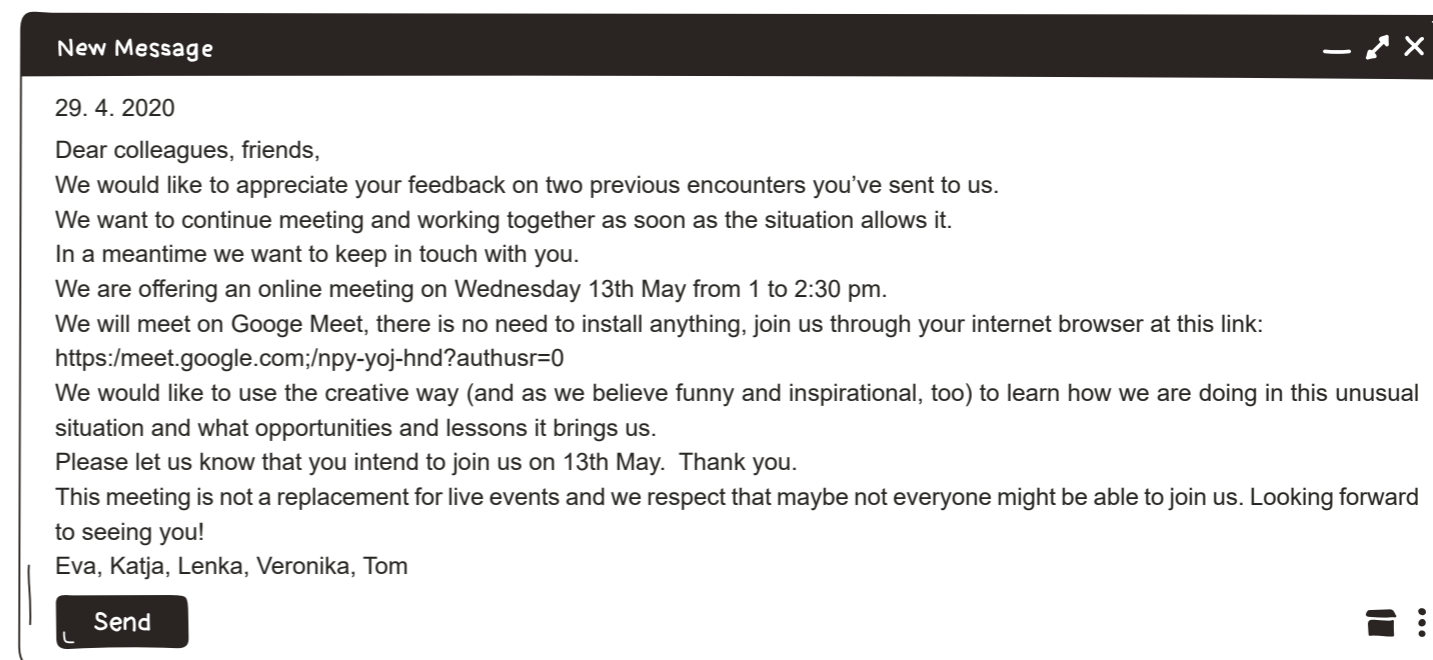 New Message
29. 4. 2020
Dear colleagues, friends,
We would like to appreciate your feedback on two previous encounters you’ve sent to us.
We want to continue meeting and working together as soon as the situation allows it.
In a meantime we want to keep in touch with you.
We are offering an online meeting on Wednesday 13th May from 1 to 2:30 pm.
We will meet on Googe Meet, there is no need to install anything, join us through your internet browser at this link:
https:/meet.google.com;/npy-yoj-hnd?authusr=0
We would like to use the creative way (and as we believe funny and inspirational, too) to learn how we are doing in this unusual
situation and what opportunities and lessons it brings us.
Please let us know that you intend to join us on 13th May.  Thank you.
This meeting is not a replacement for live events and we respect that maybe not everyone might be able to join us. Looking forward
to seeing you!
Eva, Katja, Lenka, Veronika, Tom
Send